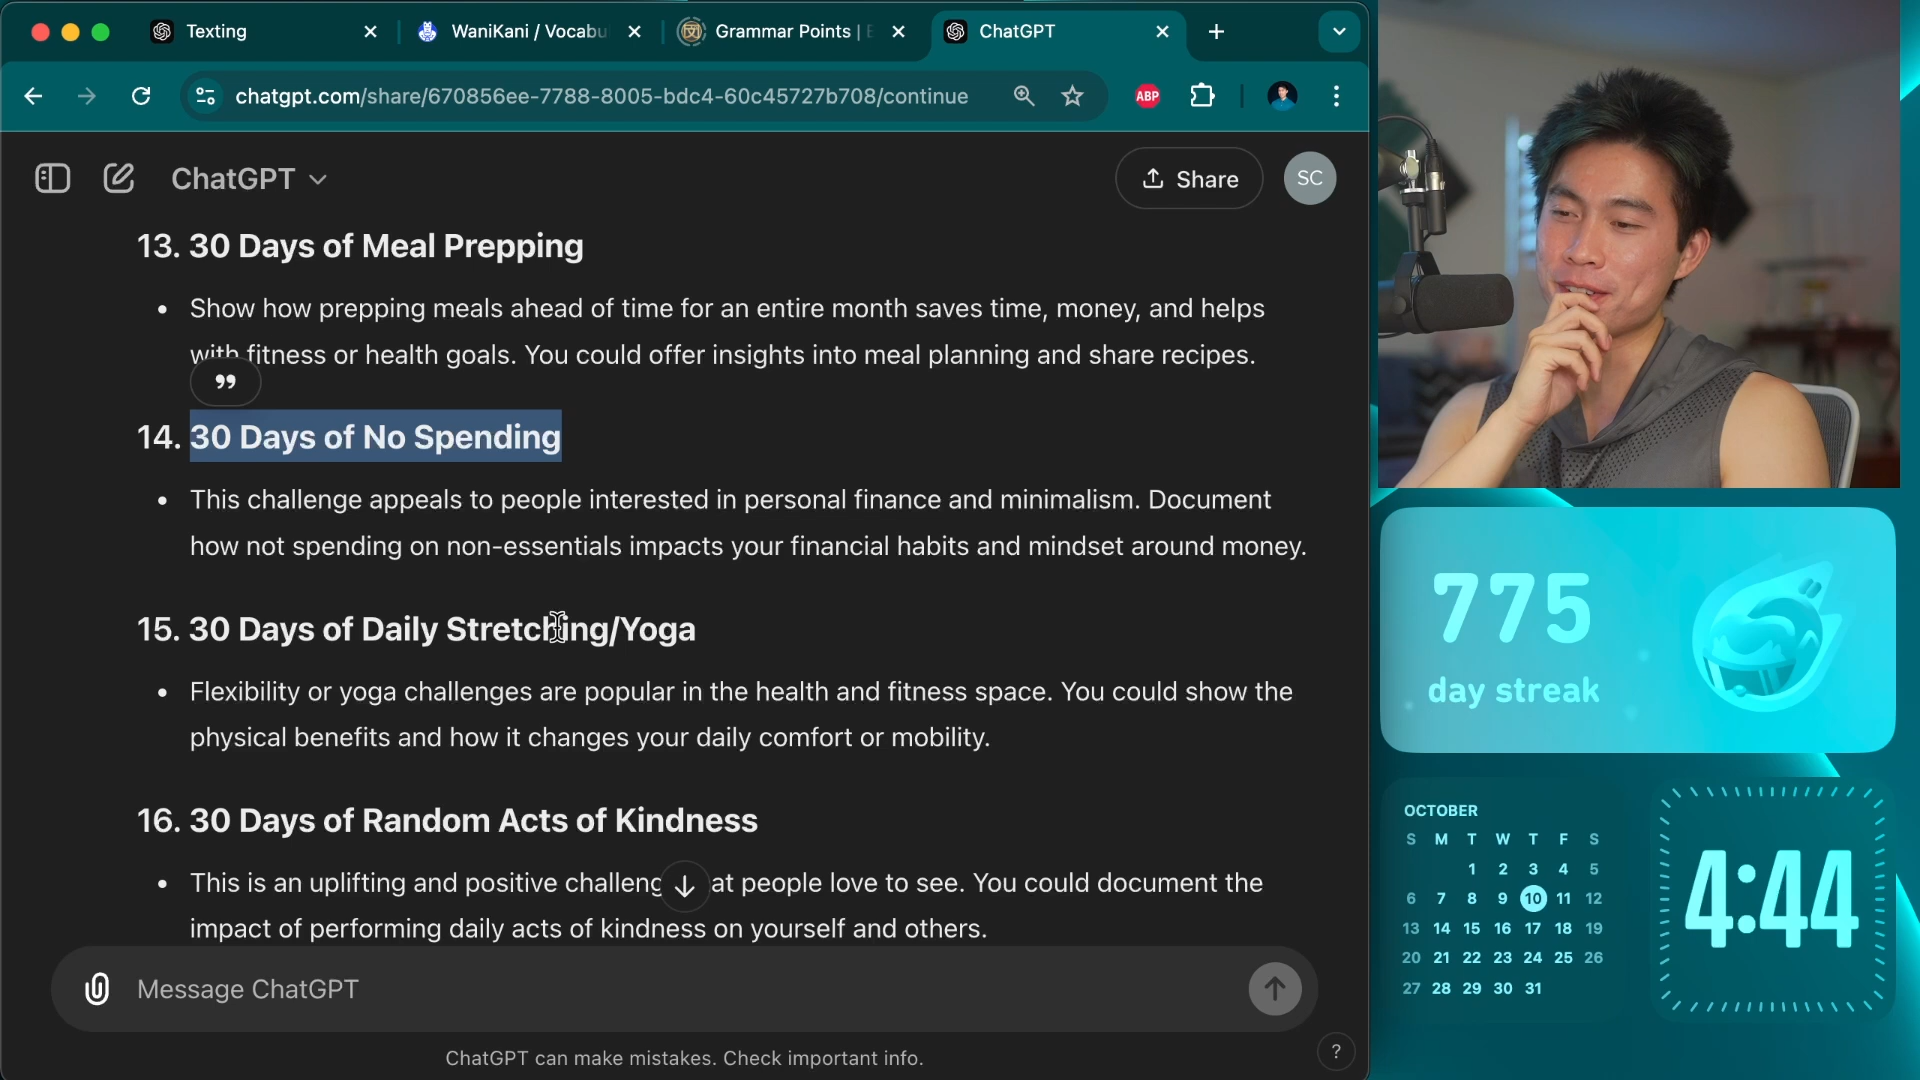 Texting
WaniKani / Vocabu
Grammar Points |
ChatGPT
chatgpt.com/share/670856ee-7788-8005-bdc4-60c45727b708/continue
ABP
ChatGPT
Share
SC
13. 30 Days of Meal Prepping
• Show how prepping meals ahead of time for an entire month saves time, money, and helps
with fitness or health goals. You could offer insights into meal planning and share recipes.
14. 30 Days of No Spending
• This challenge appeals to people interested in personal finance and minimalism. Document
how not spending on non-essentials impacts your financial habits and mindset around money.
15. 30 Days of Daily Stretching/Yoga
• Flexibility or yoga challenges are popular in the health and fitness space. You could show the
physical benefits and how it changes your daily comfort or mobility.
16. 30 Days of Random Acts of Kindness
• This is an uplifting and positive challeng at people love to see. You could document the
impact of performing daily acts of kindness on yourself and others.
Message ChatGPT
ChatGPT can make mistakes. Check important info.
?
775
day streak
OCTOBER
S M T W T F S
1 2 3 4 5
6 7 8 9 10 11 12
13 14 15 16 17 18 19
20 21 22 23 24 25 26
27 28 29 30 31
4:44